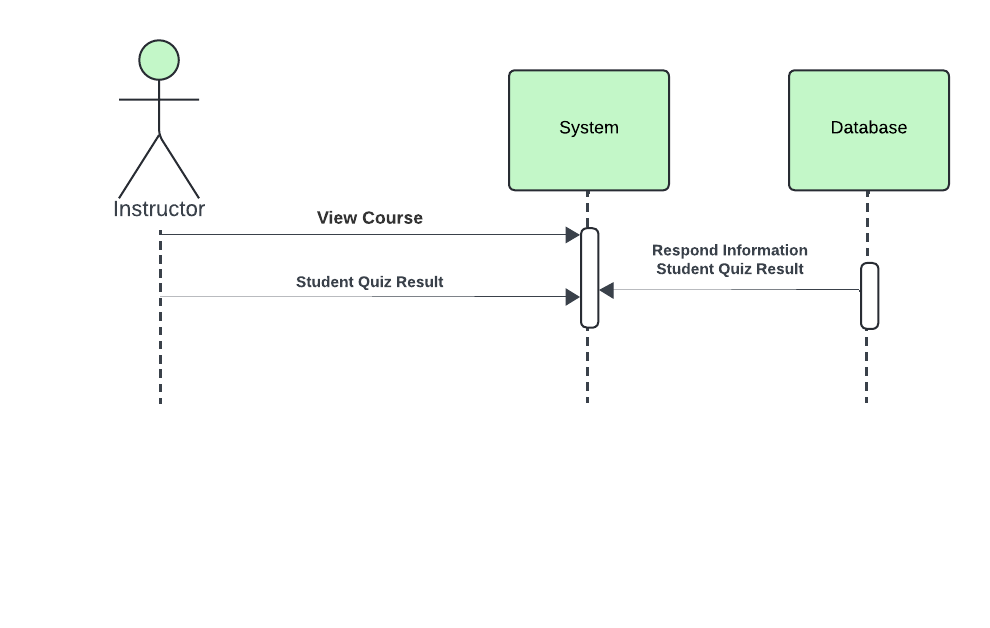 System
Database
Instructor
View Course
Respond Information
Student Quiz Result
Student Quiz Result